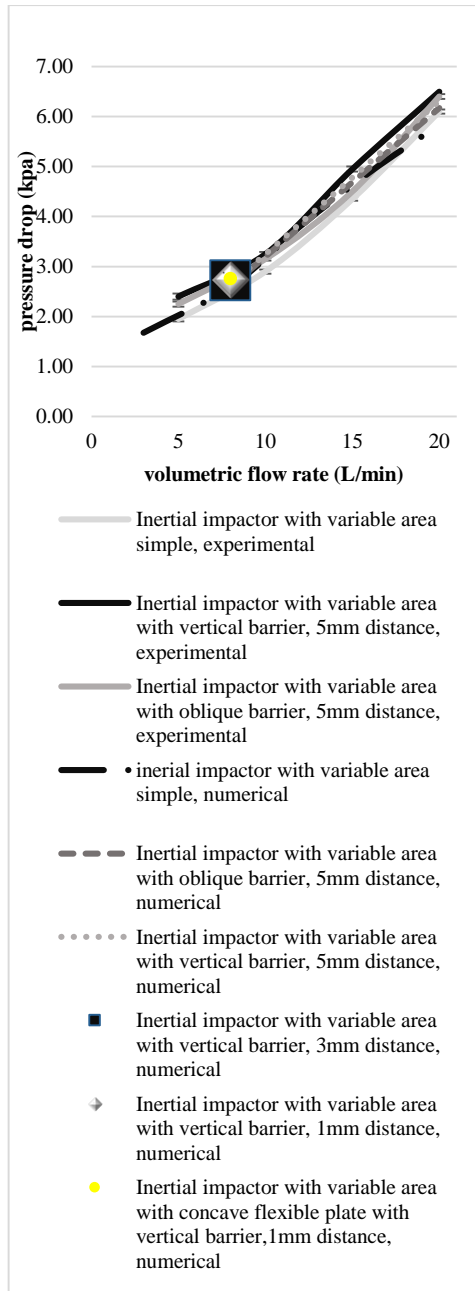 7.00
6.00
5.00
4.00
3.00
2.00
1.00
0.00
pressure drop (kpa)
0 5 10 15 20
volumetric flow rate (L/min)
Inertial impactor with variable area
simple, experimental
Inertial impactor with variable area
with vertical barrier, 5mm distance,
experimental
Inertial impactor with variable area
with oblique barrier, 5mm distance,
experimental
inerial impactor with variable area
simple, numerical
Inertial impactor with variable area
with oblique barrier, 5mm distance,
numerical
Inertial impactor with variable area
with vertical barrier, 5mm distance,
numerical
Inertial impactor with variable area
with vertical barrier, 3mm distance,
numerical
Inertial impactor with variable area
with vertical barrier, 1mm distance,
numerical
Inertial impactor with variable area
with concave flexible plate with
vertical barrier,1mm distance,
numerical